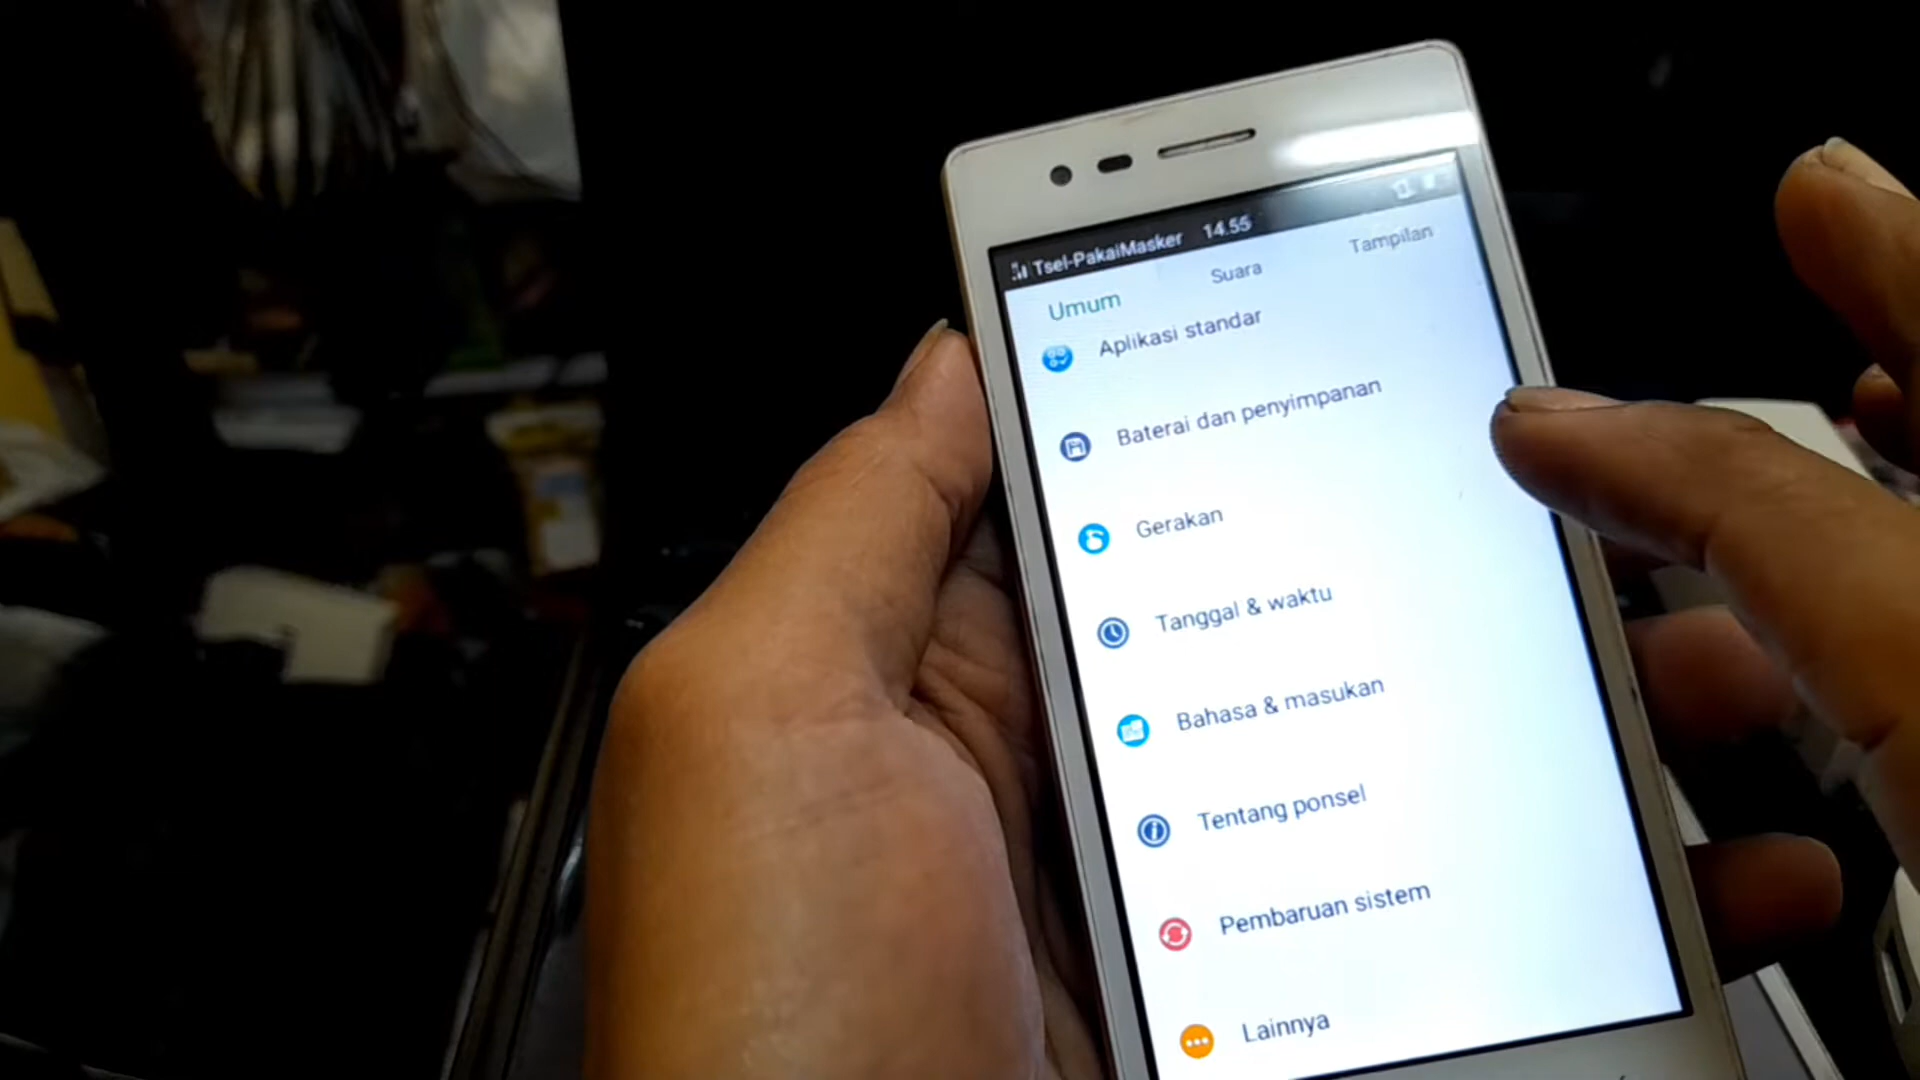 Tsel-PakaiMasker 14.55
Umum Suara Tampilan
Aplikasi standar
Baterai dan penyimpanan
Gerakan
Tanggal & waktu
Bahasa & masukan
Tentang ponsel
Pembaruan sistem
Lainnya